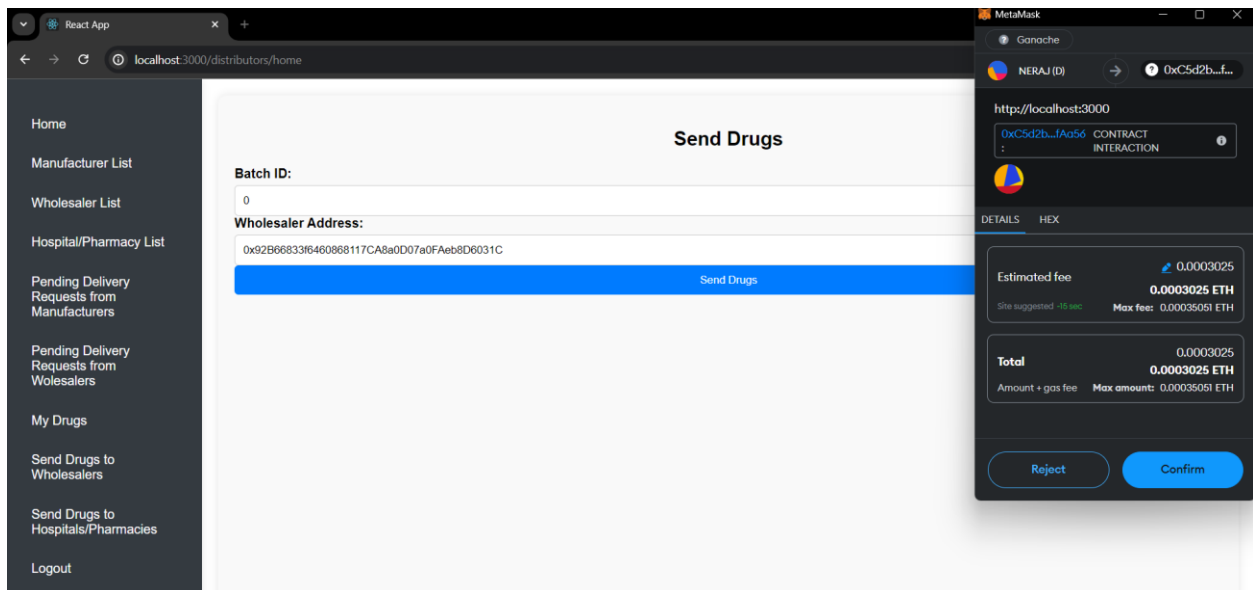 React App
localhost:3000/distributors/home
Home
Manufacturer List
Wholesaler List
Hospital/Pharmacy List
Pending Delivery
Requests from
Manufacturers
Pending Delivery
Requests from
Wolesalers
My Drugs
Send Drugs to
Wholesalers
Send Drugs to
Hospitals/Pharmacies
Logout
Send Drugs
Batch ID:
0
Wholesaler Address:
0x92B66833f6460868117CA8a0D07a0FAeb8D6031C
Send Drugs
MetaMask
Ganache
NERAJ (D)
0xC5d2b...f...
http://localhost:3000
0xC5d2b...fAa56 CONTRACT
: INTERACTION
DETAILS HEX
Estimated fee 0.0003025
0.0003025 ETH
Site suggested ~15 sec Max fee: 0.00035051 ETH
Total 0.0003025
0.0003025 ETH
Amount + gas fee Max amount: 0.00035051 ETH
Reject Confirm